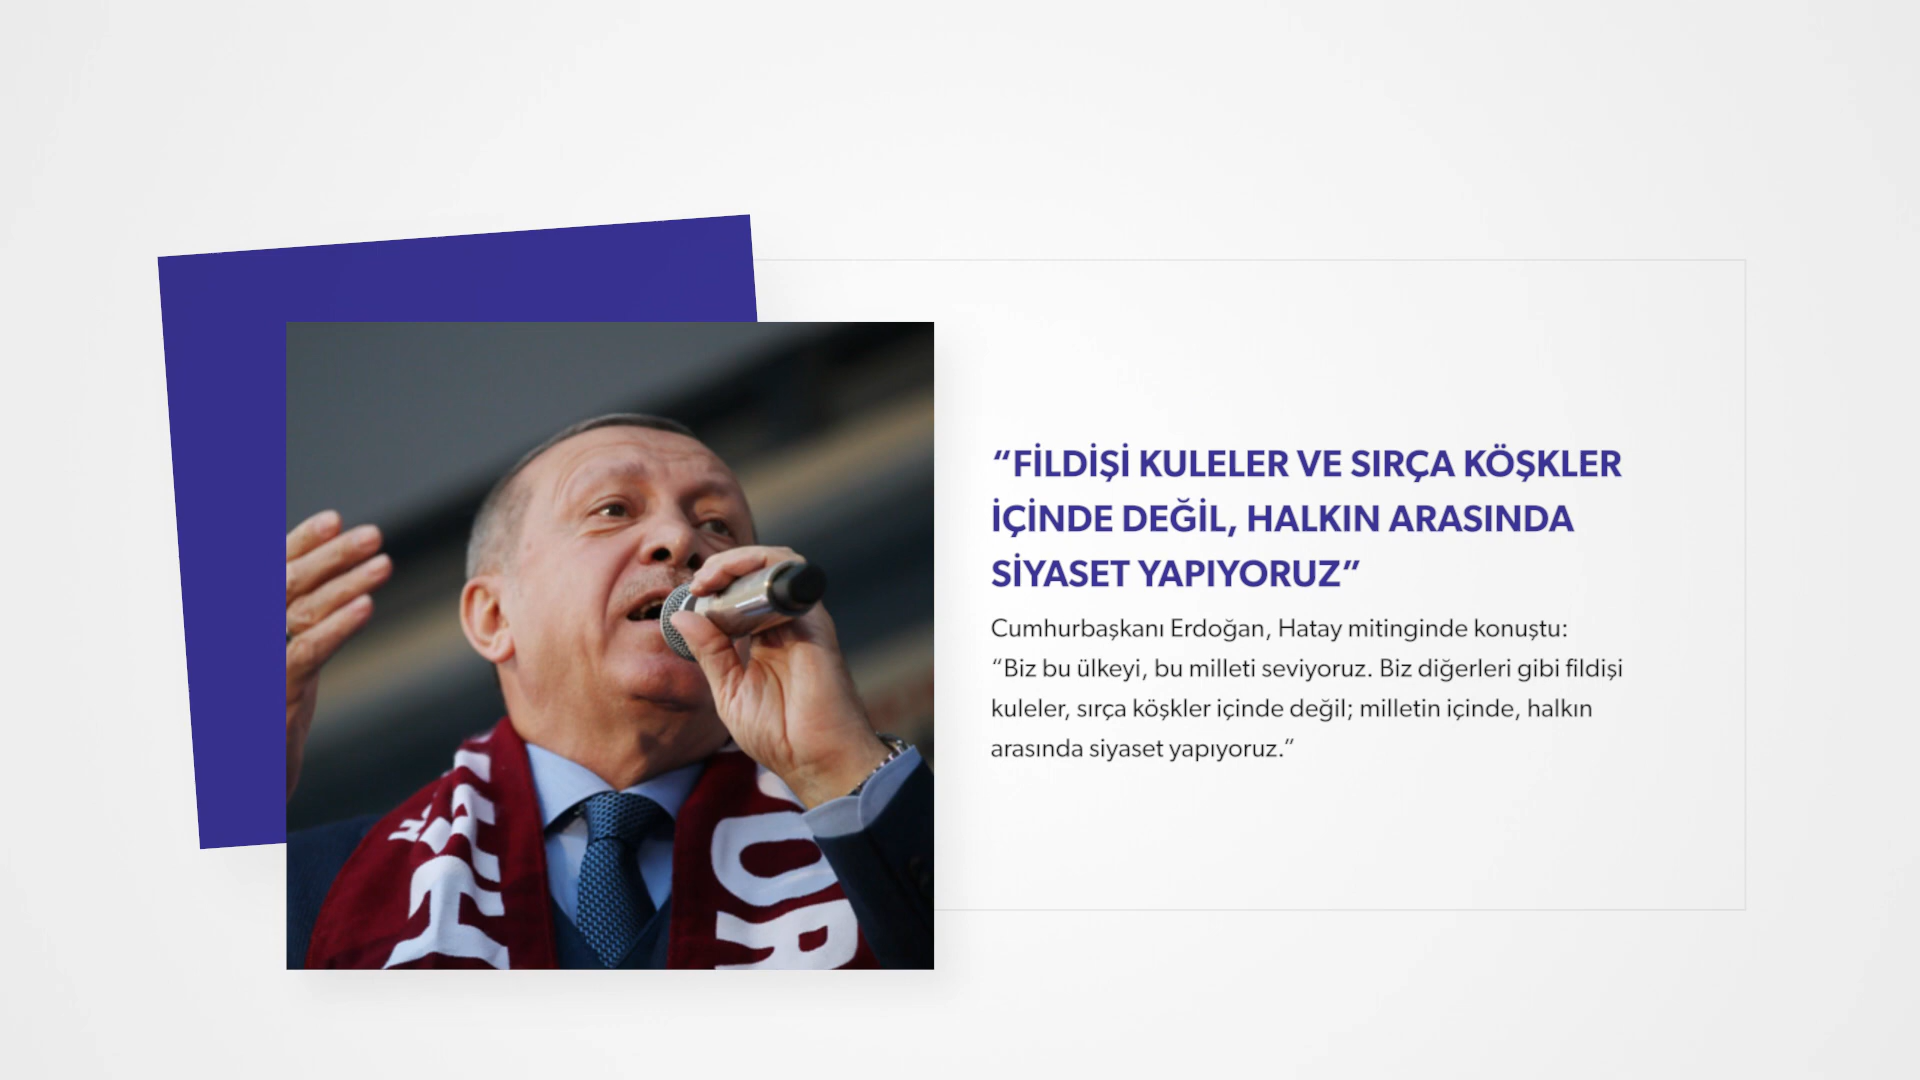 “FİLDİŞİ KULELER VE SIRÇA KÖŞKLER
İÇİNDE DEĞİL, HALKIN ARASINDA
SİYASET YAPIYORUZ”
Cumhurbaşkanı Erdoğan, Hatay mitinginde konuştu:
“Biz bu ülkeyi, bu milleti seviyoruz. Biz diğerleri gibi fildişi
kuleler, sırça köşkler içinde değil; milletin içinde, halkın
arasında siyaset yapıyoruz.”